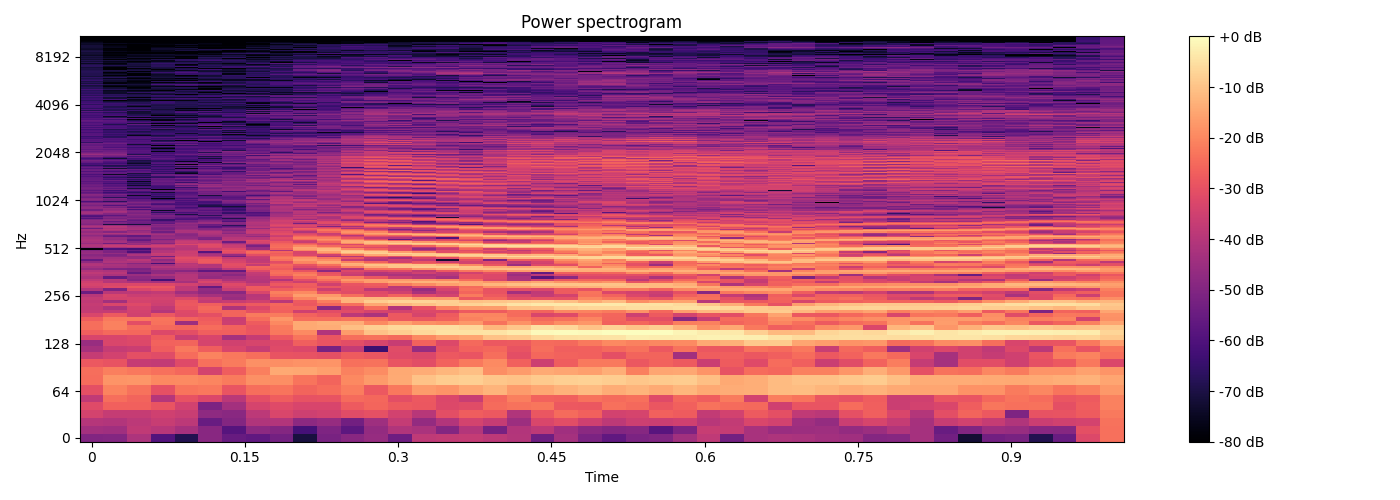 Power spectrogram
Hz
8192
4096
2048
1024
512
256
128
64
0
0 0.15 0.3 0.45 0.6 0.75 0.9
Time
+0 dB
-10 dB
-20 dB
-30 dB
-40 dB
-50 dB
-60 dB
-70 dB
-80 dB